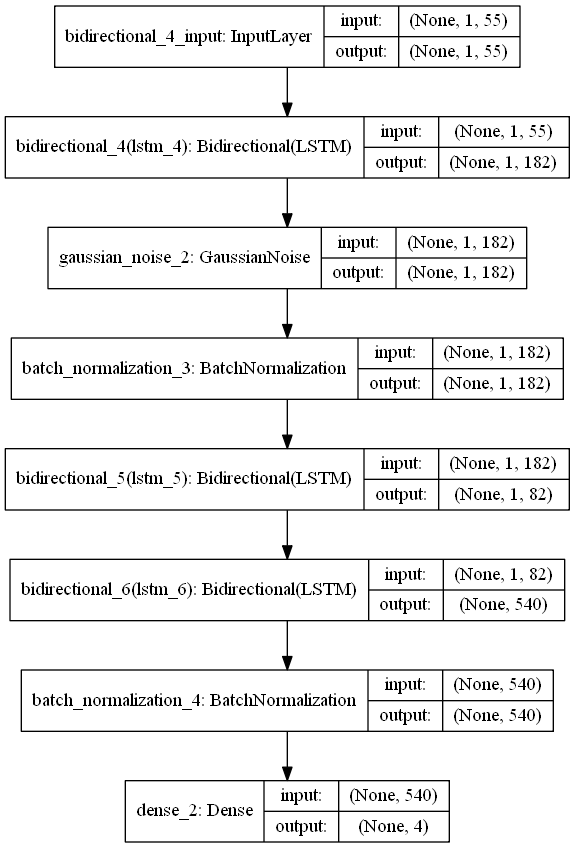 bidirectional_4_input: InputLayer
input: (None, 1, 55)
output: (None, 1, 55)
bidirectional_4(lstm_4): Bidirectional(LSTM)
input: (None, 1, 55)
output: (None, 1, 182)
gaussian_noise_2: GaussianNoise
input: (None, 1, 182)
output: (None, 1, 182)
batch_normalization_3: BatchNormalization
input: (None, 1, 182)
output: (None, 1, 182)
bidirectional_5(lstm_5): Bidirectional(LSTM)
input: (None, 1, 182)
output: (None, 1, 82)
bidirectional_6(lstm_6): Bidirectional(LSTM)
input: (None, 1, 82)
output: (None, 540)
batch_normalization_4: BatchNormalization
input: (None, 540)
output: (None, 540)
dense_2: Dense
input: (None, 540)
output: (None, 4)